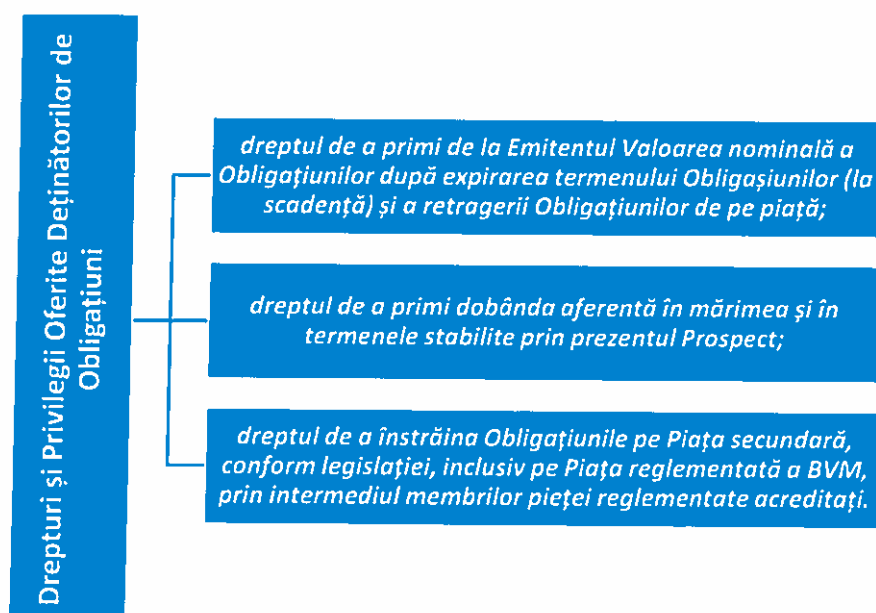 Drepturi și Privilegii Oferite Deținătorilor de
Obligațiuni
dreptul de a primi de la Emitentul Valoarea nominală a
Obligațiunilor după expirarea termenului Obligașiunilor (la
scadență) și a retragerii Obligațiunilor de pe piață;
dreptul de a primi dobânda aferentă în mărimea și în
termenele stabilite prin prezentul Prospect;
dreptul de a înstrăina Obligațiunile pe Piața secundară,
conform legislației, inclusiv pe Piața reglementată a BVM,
prin intermediul membrilor pieței reglementate acreditați.